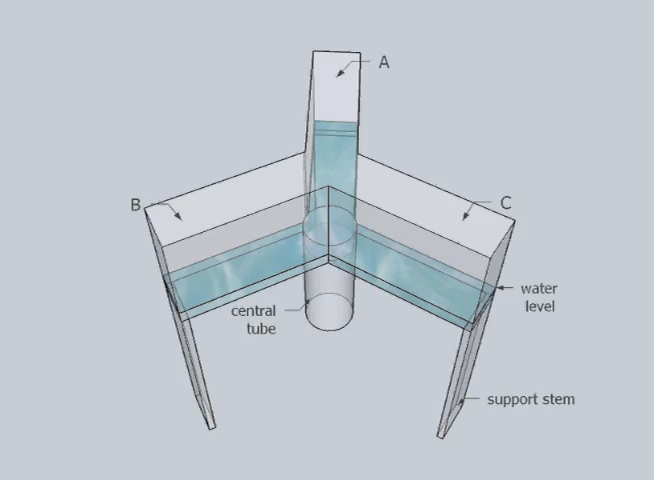 A
B
C
water
level
central
tube
support stem